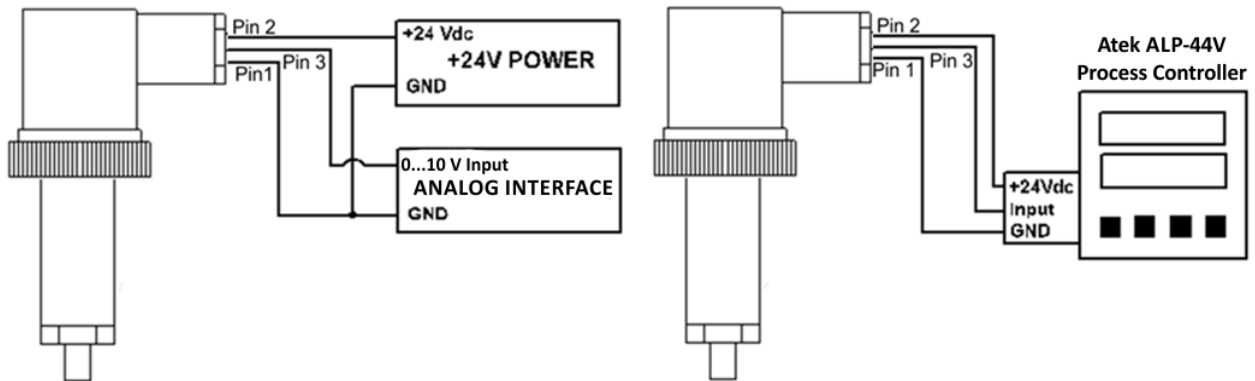 Pin 2
Pin 3
Pin1
+24 Vdc
+24V POWER
GND
0...10 V Input
ANALOG INTERFACE
GND
Pin 2
Pin 3
Pin 1
Atek ALP-44V
Process Controller
+24Vdc
Input
GND